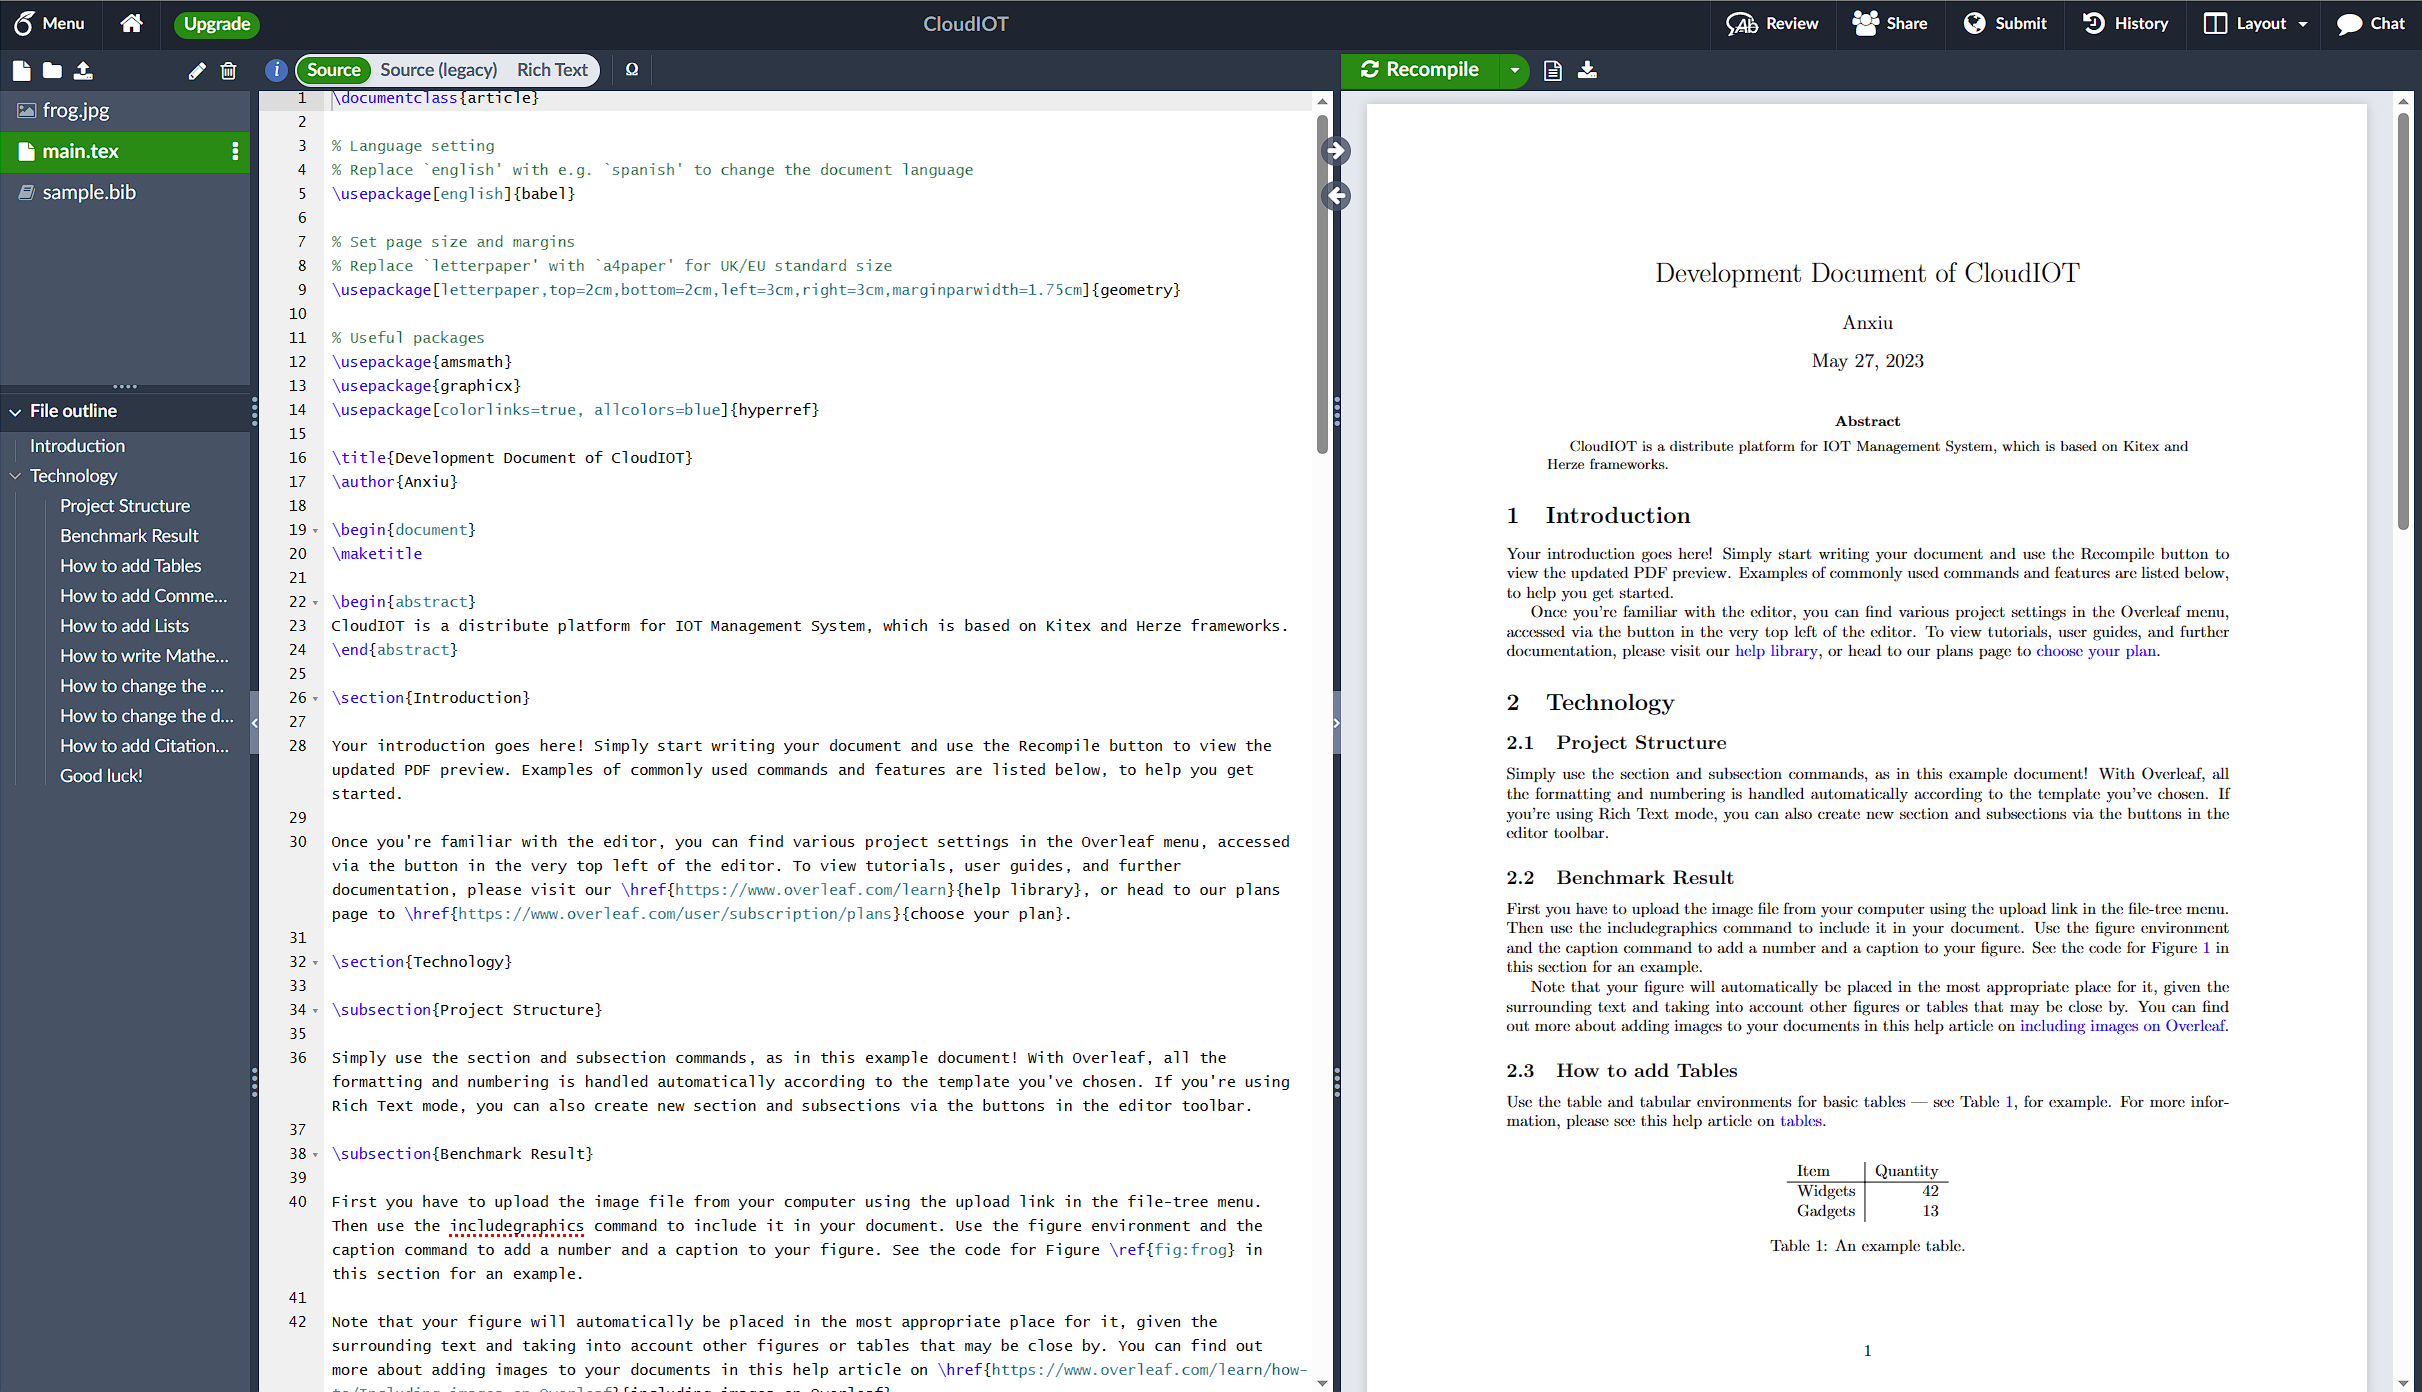 Menu
Upgrade
CloudIOT
Review
Share
Submit
History
Layout
Chat
Source
Source (legacy)
Rich Text
Ω
Recompile
frog.jpg
main.tex
sample.bib
File outline
Introduction
Technology
Project Structure
Benchmark Result
How to add Tables
How to add Comme...
How to add Lists
How to write Mathe...
How to change the ...
How to change the d...
How to add Citation...
Good luck!
1 \documentclass{article}
2
3 % Language setting
4 % Replace `english' with e.g. `spanish' to change the document language
5 \usepackage[english]{babel}
6
7 % Set page size and margins
8 % Replace `letterpaper' with `a4paper' for UK/EU standard size
9 \usepackage[letterpaper,top=2cm,bottom=2cm,left=3cm,right=3cm,marginparwidth=1.75cm]{geometry}
10
11 % Useful packages
12 \usepackage{amsmath}
13 \usepackage{graphicx}
14 \usepackage[colorlinks=true, allcolors=blue]{hyperref}
15
16 \title{Development Document of CloudIOT}
17 \author{Anxiu}
18
19 \begin{document}
20 \maketitle
21
22 \begin{abstract}
23 CloudIOT is a distribute platform for IOT Management System, which is based on Kitex and Herze frameworks.
24 \end{abstract}
25
26 \section{Introduction}
27
28 Your introduction goes here! Simply start writing your document and use the Recompile button to view the
updated PDF preview. Examples of commonly used commands and features are listed below, to help you get
started.
29
30 Once you're familiar with the editor, you can find various project settings in the Overleaf menu, accessed
via the button in the very top left of the editor. To view tutorials, user guides, and further
documentation, please visit our \href{https://www.overleaf.com/learn}{help library}, or head to our plans
page to \href{https://www.overleaf.com/user/subscription/plans}{choose your plan}.
31
32 \section{Technology}
33
34 \subsection{Project Structure}
35
36 Simply use the section and subsection commands, as in this example document! With Overleaf, all the
formatting and numbering is handled automatically according to the template you've chosen. If you're using
Rich Text mode, you can also create new section and subsections via the buttons in the editor toolbar.
37
38 \subsection{Benchmark Result}
39
40 First you have to upload the image file from your computer using the upload link in the file-tree menu.
Then use the includegraphics command to include it in your document. Use the figure environment and the
caption command to add a number and a caption to your figure. See the code for Figure \ref{fig:frog} in
this section for an example.
41
42 Note that your figure will automatically be placed in the most appropriate place for it, given the
surrounding text and taking into account other figures or tables that may be close by. You can find out
more about adding images to your documents in this help article on \href{https://www.overleaf.com/learn/how-
to/Including_images_on_Overleaf}{including images on Overleaf}.
Development Document of CloudIOT
Anxiu
May 27, 2023
Abstract
CloudIOT is a distribute platform for IOT Management System, which is based on Kitex and
Herze frameworks.
1 Introduction
Your introduction goes here! Simply start writing your document and use the Recompile button to
view the updated PDF preview. Examples of commonly used commands and features are listed below,
to help you get started.
Once you're familiar with the editor, you can find various project settings in the Overleaf menu,
accessed via the button in the very top left of the editor. To view tutorials, user guides, and further
documentation, please visit our help library, or head to our plans page to choose your plan.
2 Technology
2.1 Project Structure
Simply use the section and subsection commands, as in this example document! With Overleaf, all
the formatting and numbering is handled automatically according to the template you've chosen. If
you're using Rich Text mode, you can also create new section and subsections via the buttons in the
editor toolbar.
2.2 Benchmark Result
First you have to upload the image file from your computer using the upload link in the file-tree menu.
Then use the includegraphics command to include it in your document. Use the figure environment
and the caption command to add a number and a caption to your figure. See the code for Figure 1 in
this section for an example.
Note that your figure will automatically be placed in the most appropriate place for it, given the
surrounding text and taking into account other figures or tables that may be close by. You can find
out more about adding images to your documents in this help article on including images on Overleaf.
2.3 How to add Tables
Use the table and tabular environments for basic tables — see Table 1, for example. For more infor-
mation, please see this help article on tables.
Item Quantity
Widgets 42
Gadgets 13
Table 1: An example table.
1